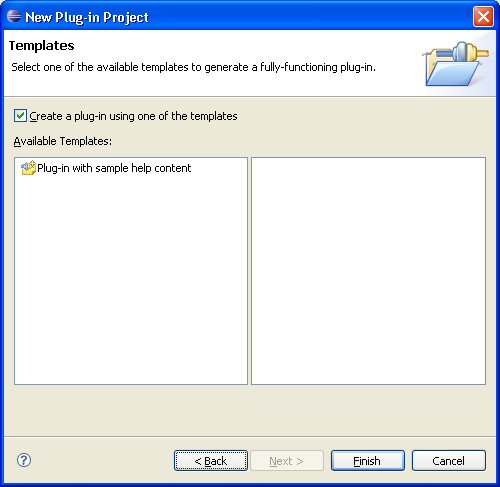 New Plug-in Project
Templates
Select one of the available templates to generate a fully-functioning plug-in.
Create a plug-in using one of the templates
Available Templates:
Plug-in with sample help content
?
< Back
Next >
Finish
Cancel